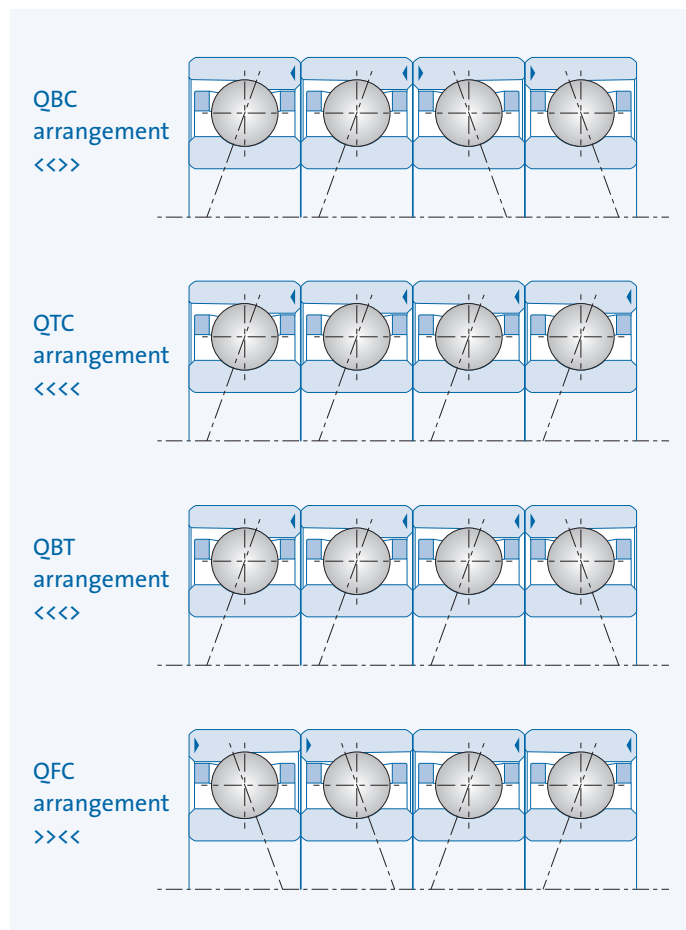 QBC
arrangement
<<>>
QTC
arrangement
<<<<
QBT
arrangement
<<<>
QFC
arrangement
>><<